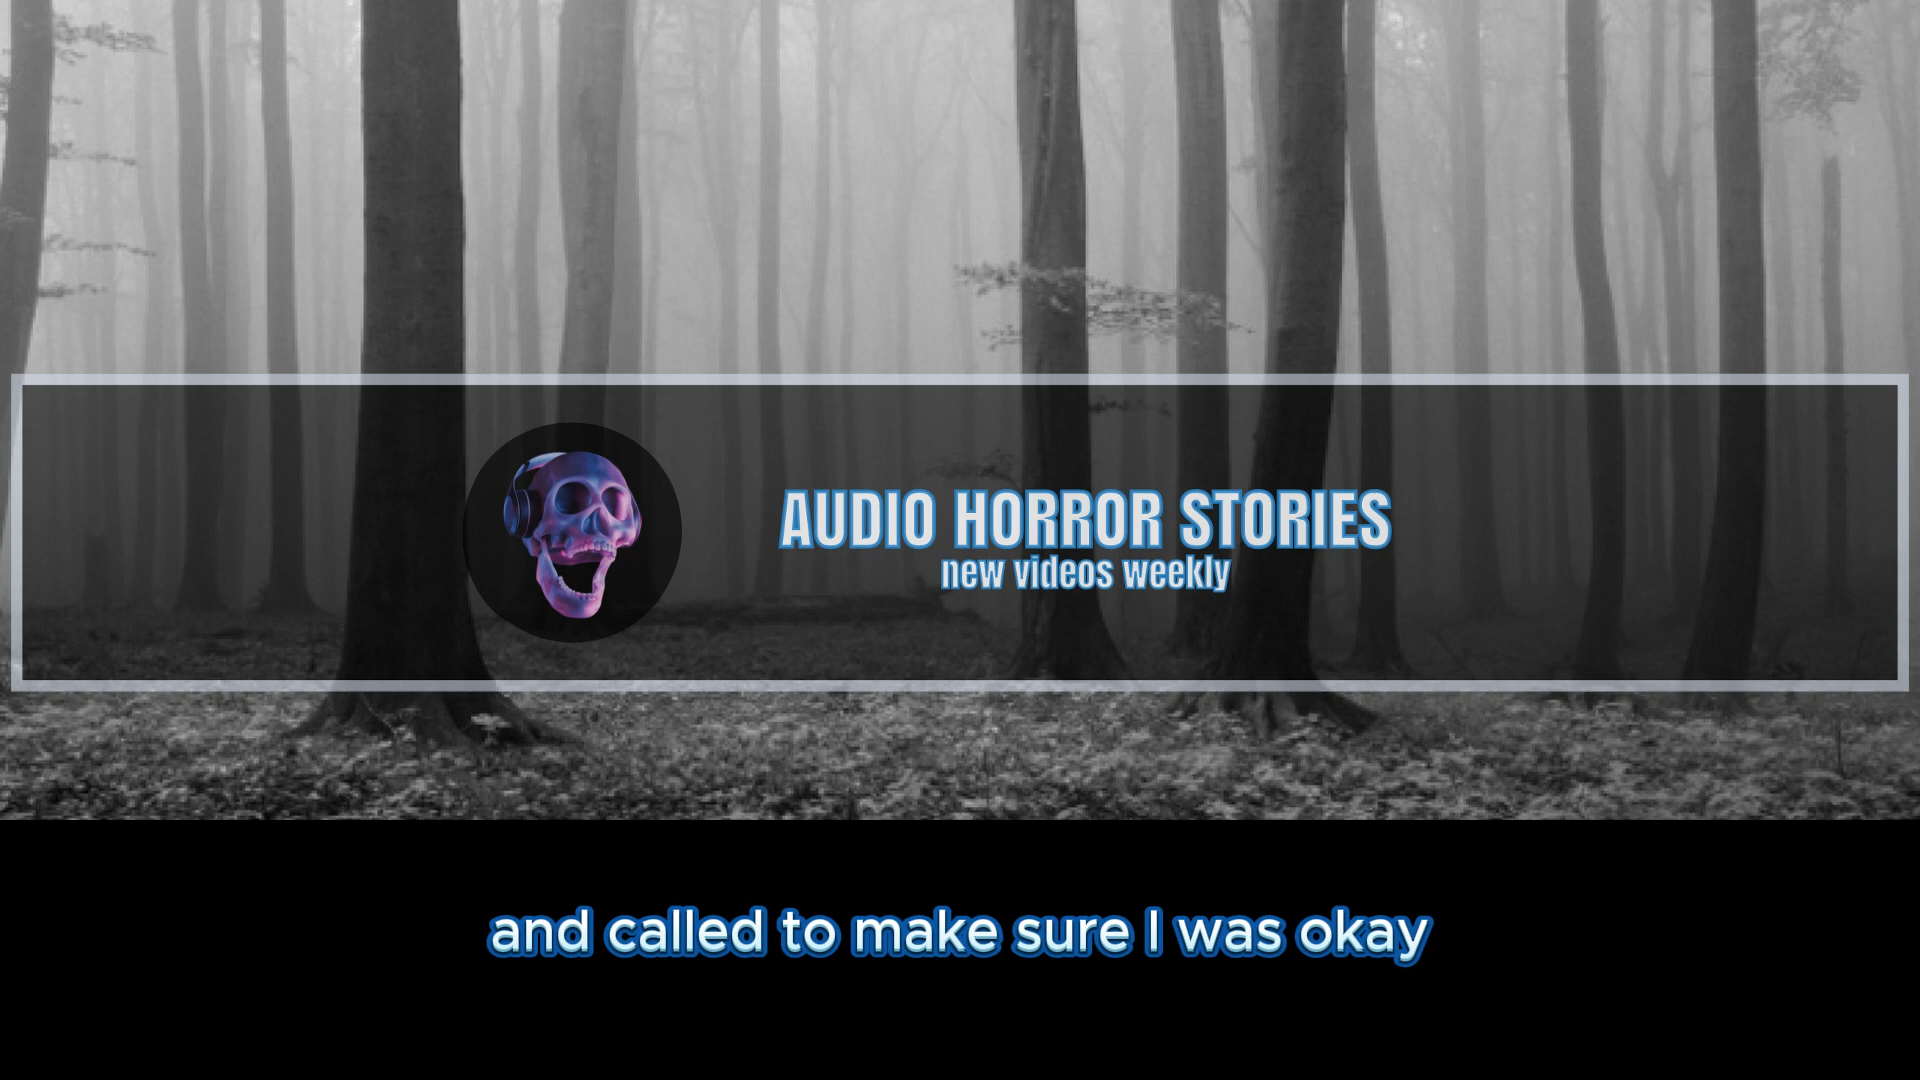 AUDIO HORROR STORIES
new videos weekly
and called to make sure I was okay